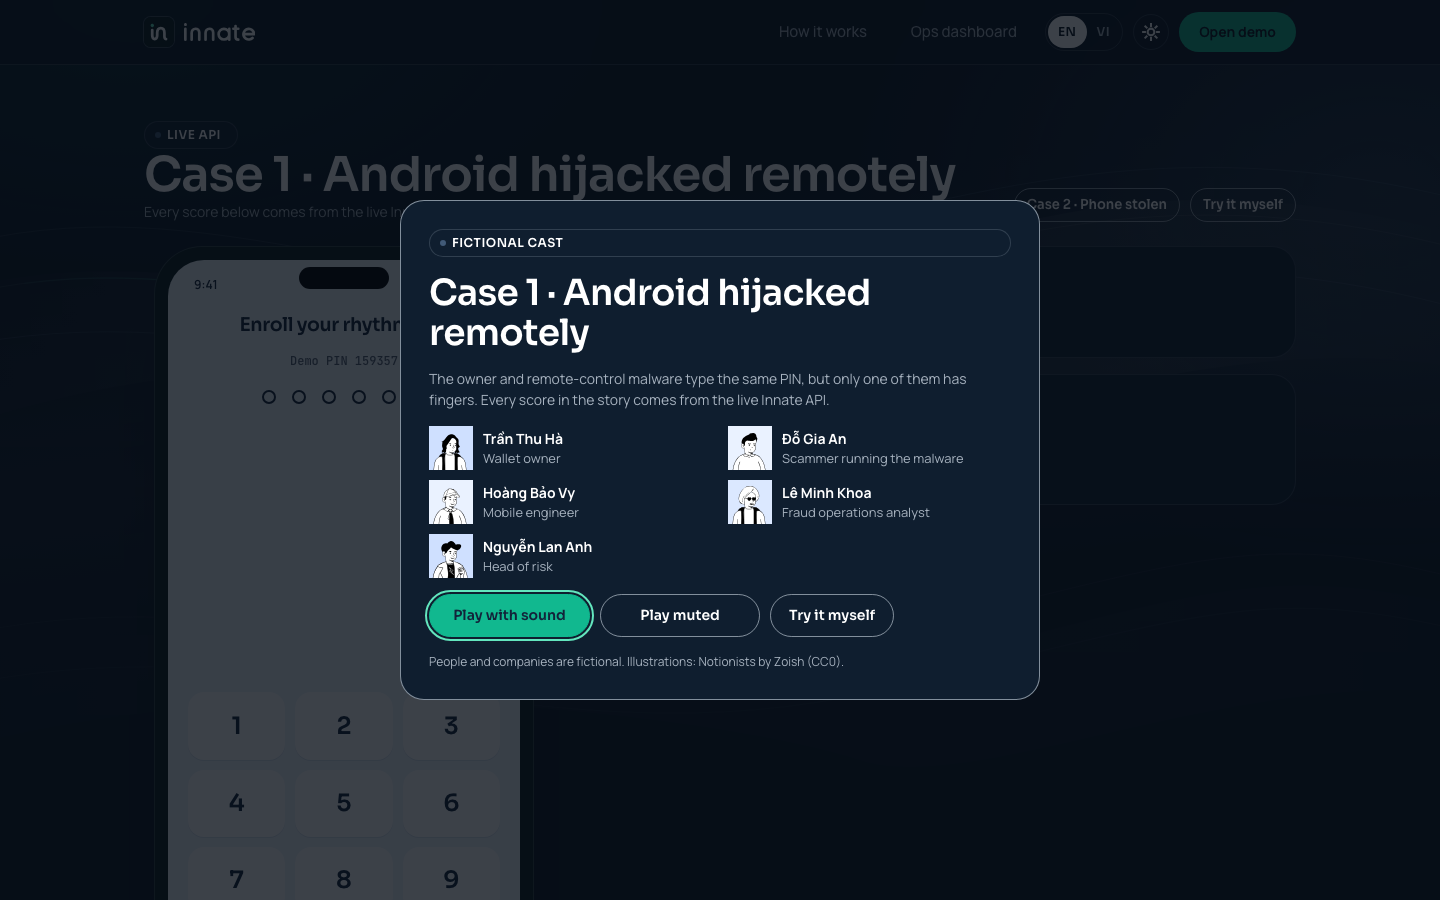 innate
How it works
Ops dashboard
EN
VI
Open demo
LIVE API
Case 1 · Android hijacked remotely
Every score below comes from the live in
Case 2 · Phone stolen
Try it myself
9:41
Enroll your rhythm
Demo PIN 159357
FICTIONAL CAST
Case 1 · Android hijacked
remotely
The owner and remote-control malware type the same PIN, but only one of them has
fingers. Every score in the story comes from the live Innate API.
Trần Thu Hà
Wallet owner
Đỗ Gia An
Scammer running the malware
Hoàng Bảo Vy
Mobile engineer
Lê Minh Khoa
Fraud operations analyst
Nguyễn Lan Anh
Head of risk
Play with sound
Play muted
Try it myself
People and companies are fictional. Illustrations: Notionists by Zoish (CC0).
1
2
3
4
5
6
7
8
9